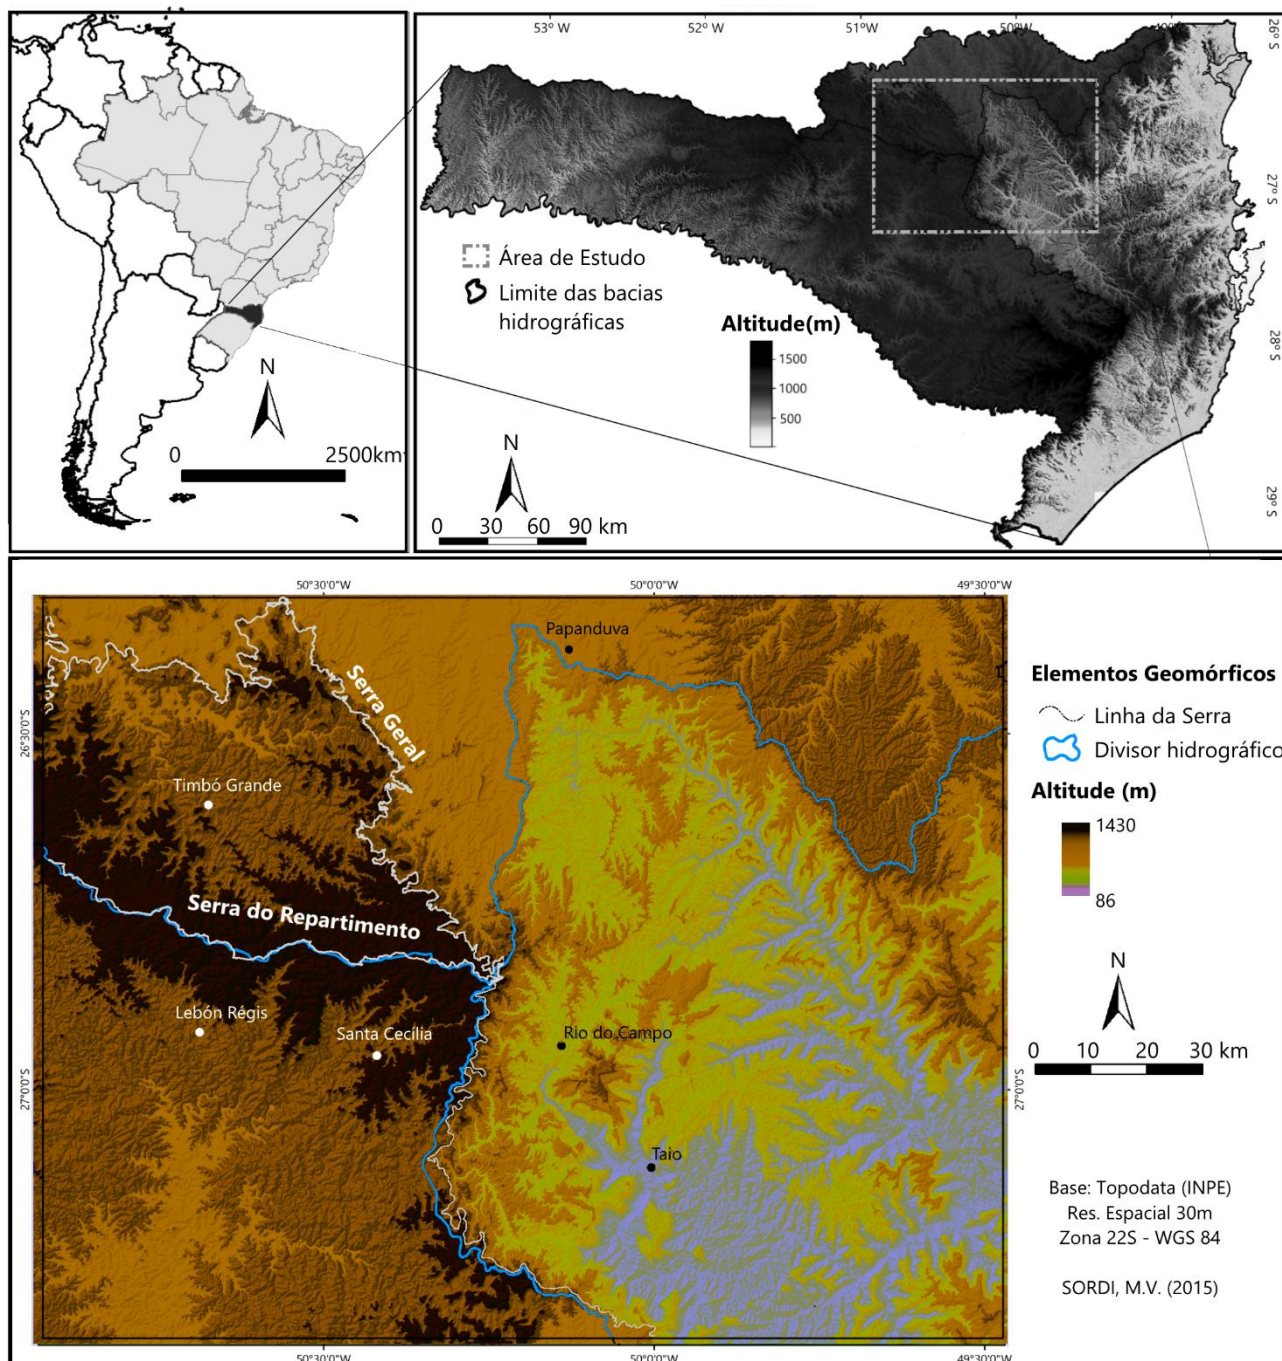 N
0 2500km
53° W 52° W 51°W 50°W 49°W
26° S
27° S
28° S
29° S
Área de Estudo
Limite das bacias
hidrográficas
Altitude(m)
1500
1000
500
N
0 30 60 90 km
50°30'0"W 50°0'0"W 49°30'0"W
26°30'0"S
27°0'0"S
27°0'0"S
50°30'0"W 50°0'0"W 49°30'0"W
Papanduva
Serra Geral
Timbó Grande
Serra do Repartimento
Lebón Régis
Santa Cecília
Rio do Campo
Taio
Elementos Geomórficos
Linha da Serra
Divisor hidrográfico
Altitude (m)
1430
86
N
0 10 20 30 km
Base: Topodata (INPE)
Res. Espacial 30m
Zona 22S - WGS 84
SORDI, M.V. (2015)